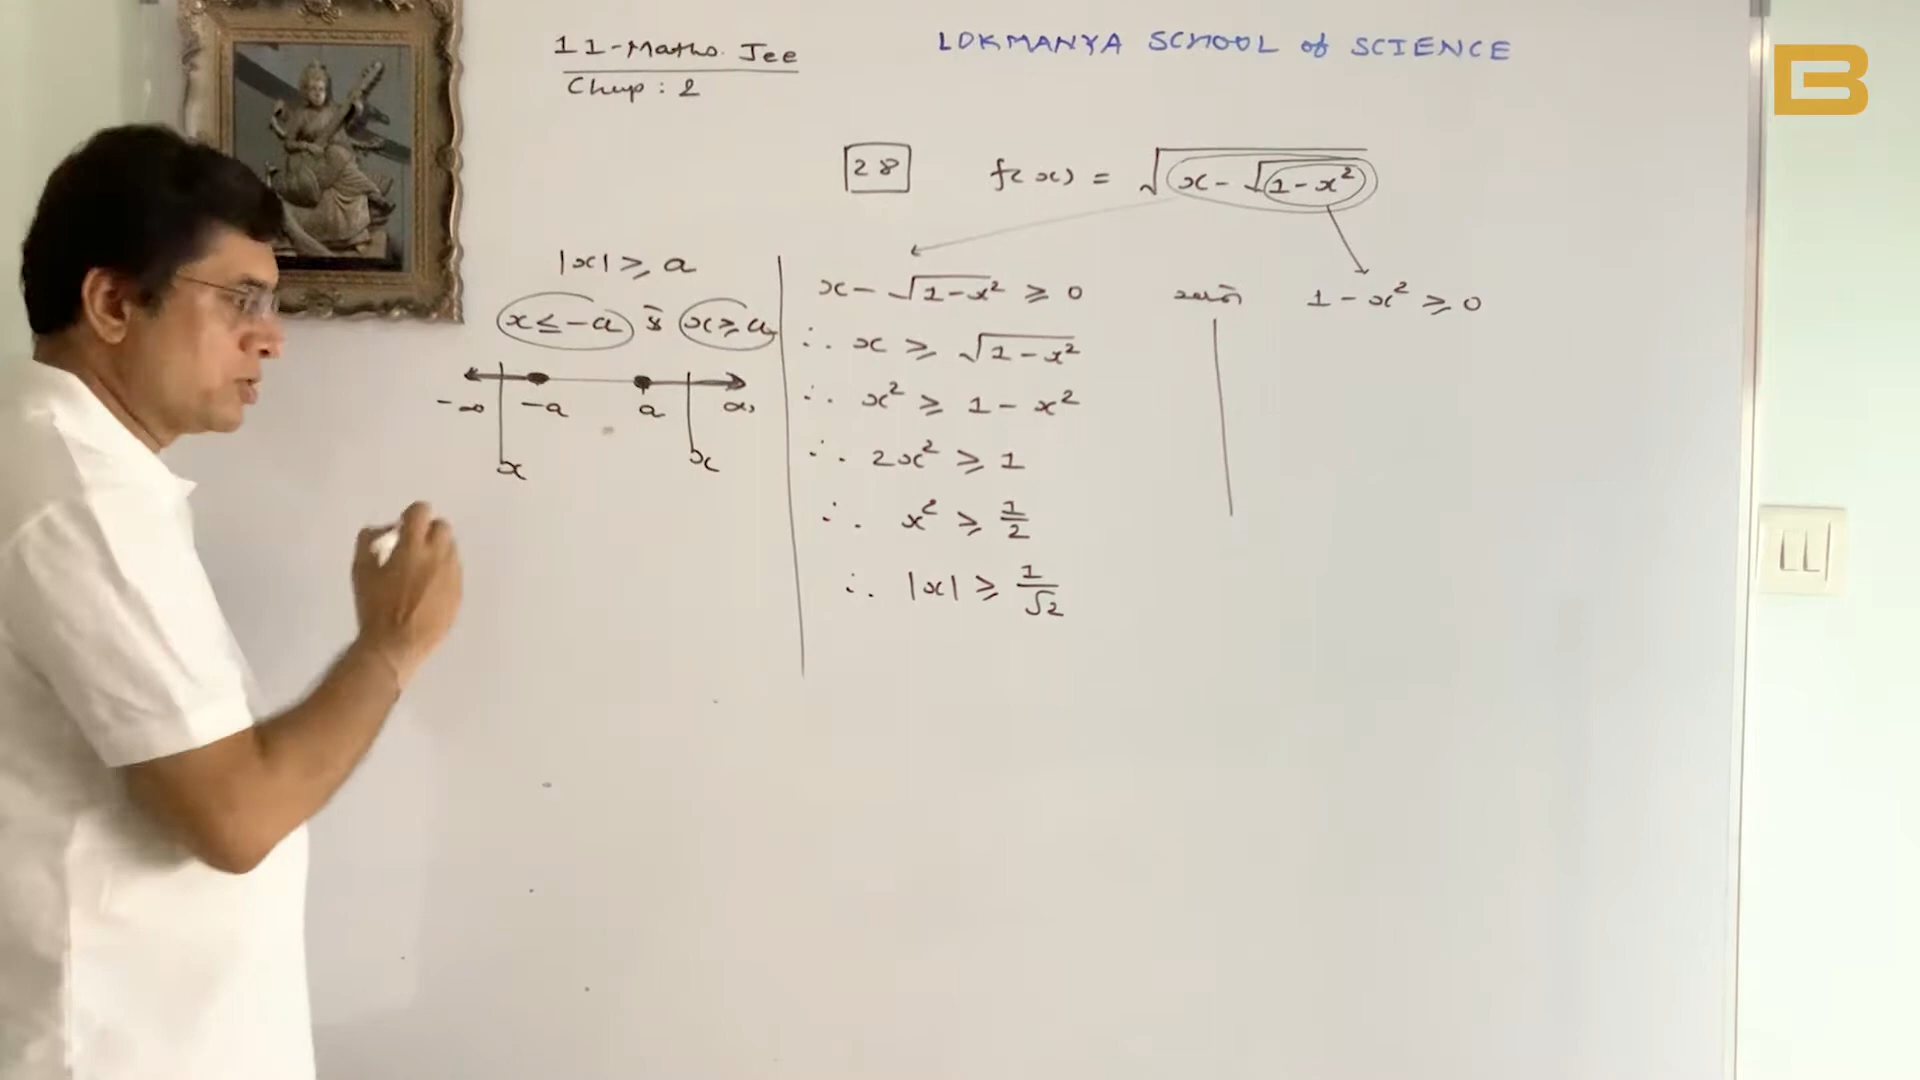 11-Maths. Jee
Chap : 2
LOKMANYA SCHOOL of SCIENCE
28 f(x) = √(x - √(1 - x²))
|x| ≥ a
x ≤ -a કે x ≥ a
-∞ -a a ∞
x x
x - √(1 - x²) ≥ 0 અને 1 - x² ≥ 0
∴ x ≥ √(1 - x²)
∴ x² ≥ 1 - x²
∴ 2x² ≥ 1
∴ x² ≥ 1/2
∴ |x| ≥ 1/√2